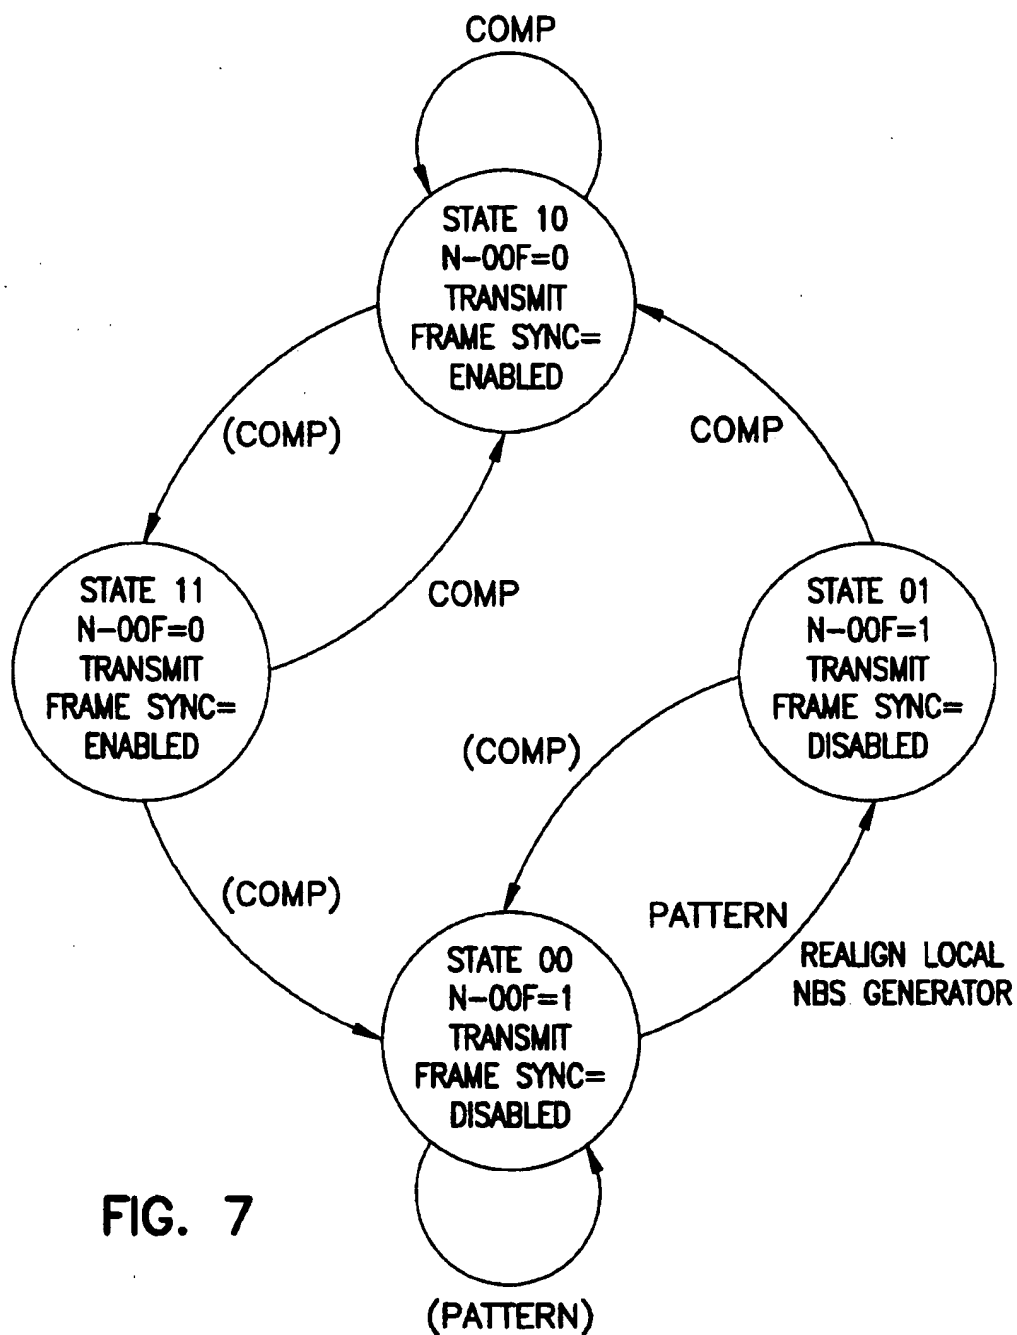 COMP
STATE 10
N-OOF=0
TRANSMIT
FRAME SYNC=
ENABLED
(COMP)
COMP
STATE 11
N-OOF=0
TRANSMIT
FRAME SYNC=
ENABLED
COMP
STATE 01
N-OOF=1
TRANSMIT
FRAME SYNC=
DISABLED
(COMP)
(COMP)
PATTERN
REALIGN LOCAL
NBS GENERATOR
STATE 00
N-OOF=1
TRANSMIT
FRAME SYNC=
DISABLED
FIG. 7
(PATTERN)